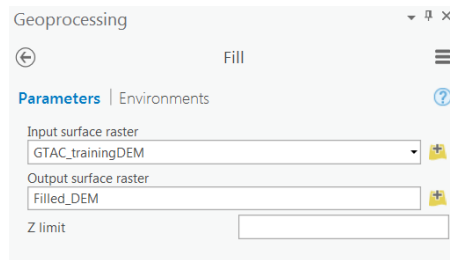 Geoprocessing
Fill
Parameters | Environments
Input surface raster
GTAC_trainingDEM
Output surface raster
Filled_DEM
Z limit